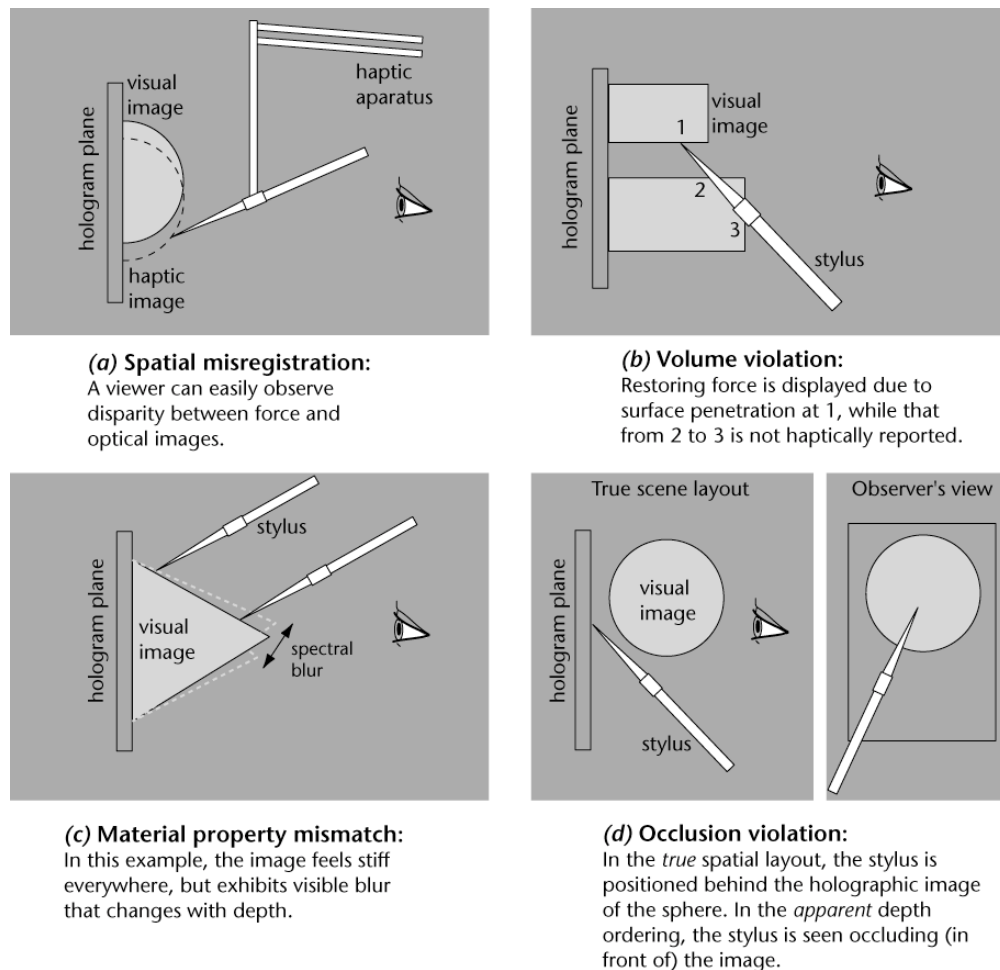 hologram plane
visual
image
haptic
image
haptic
aparatus
(a) Spatial misregistration:
A viewer can easily observe
disparity between force and
optical images.
hologram plane
1
visual
image
2
3
stylus
(b) Volume violation:
Restoring force is displayed due to
surface penetration at 1, while that
from 2 to 3 is not haptically reported.
hologram plane
stylus
visual
image
spectral
blur
(c) Material property mismatch:
In this example, the image feels stiff
everywhere, but exhibits visible blur
that changes with depth.
True scene layout
hologram plane
visual
image
stylus
Observer's view
(d) Occlusion violation:
In the true spatial layout, the stylus is
positioned behind the holographic image
of the sphere. In the apparent depth
ordering, the stylus is seen occluding (in
front of) the image.